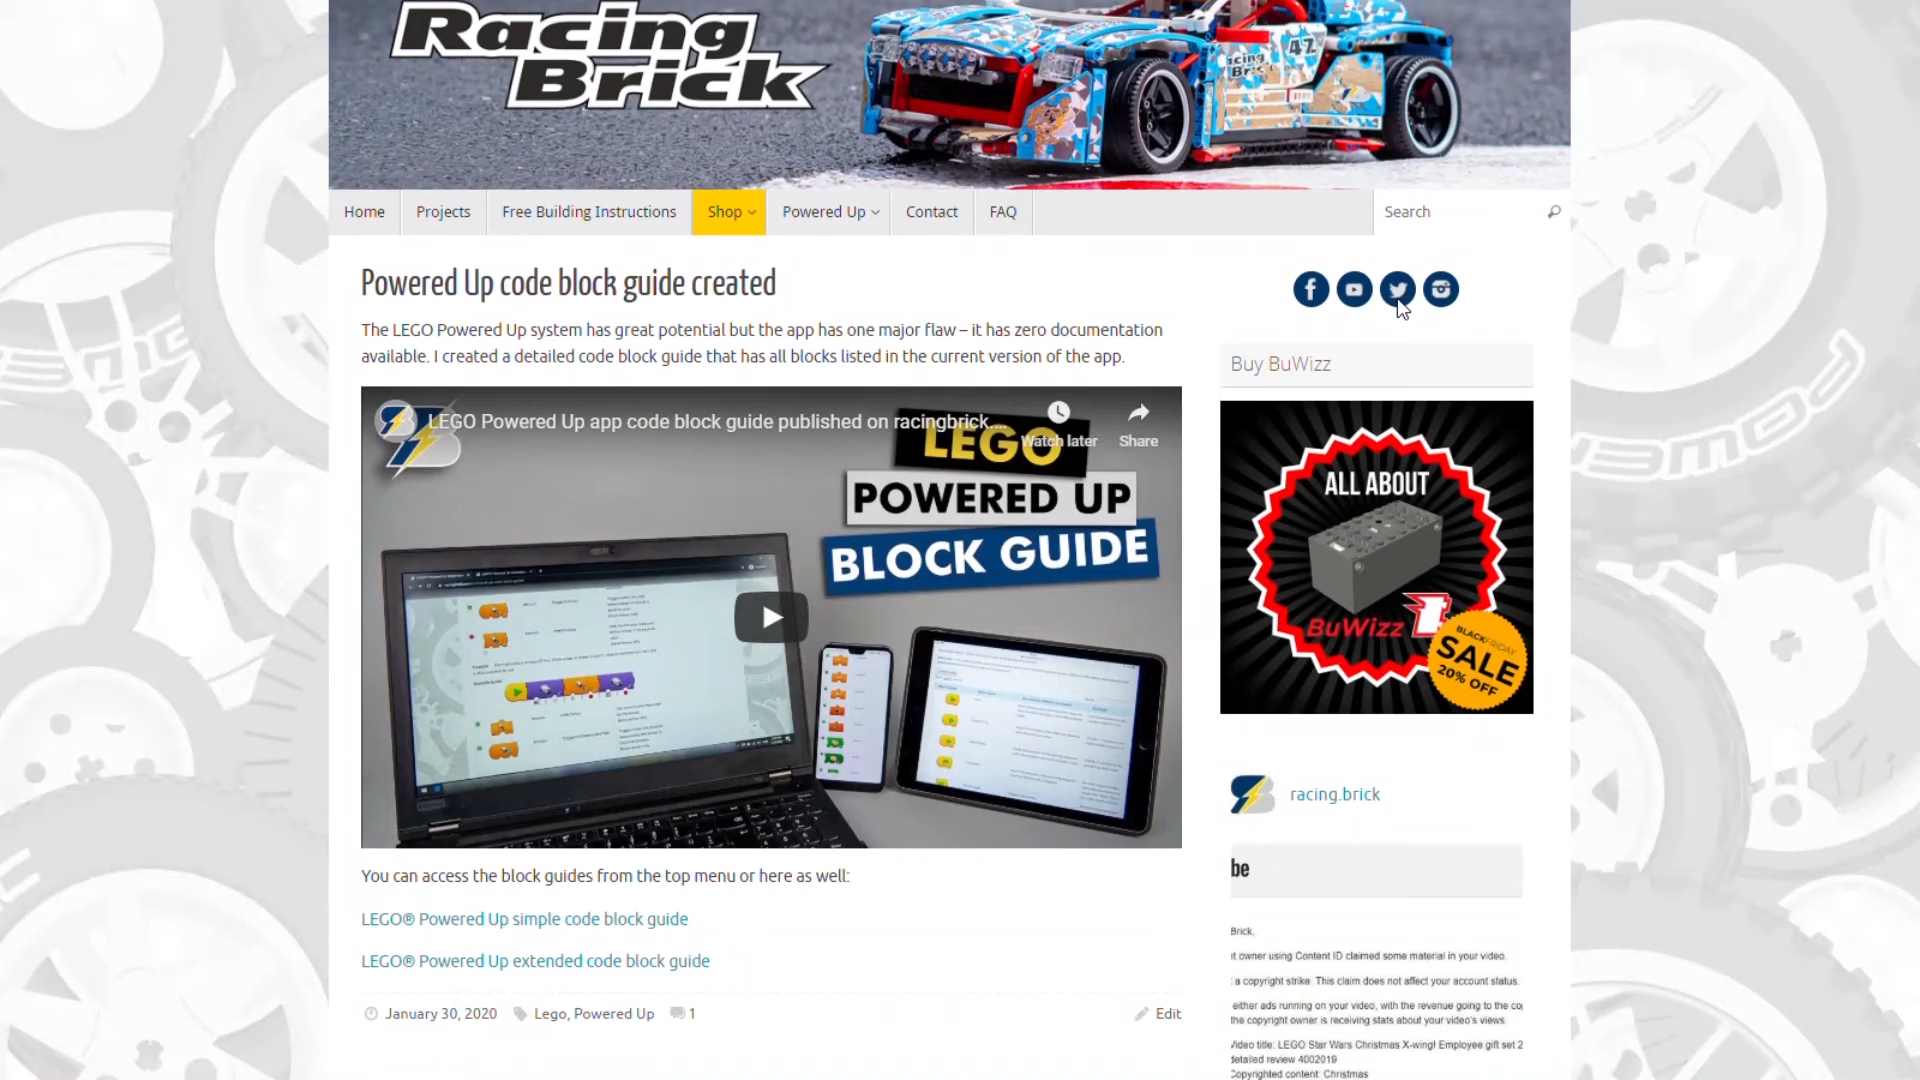 Racing
Brick
42
Home
Projects
Free Building Instructions
Shop
Powered Up
Contact
FAQ
Search
Powered Up code block guide created
The LEGO Powered Up system has great potential but the app has one major flaw – it has zero documentation
available. I created a detailed code block guide that has all blocks listed in the current version of the app.
LEGO Powered Up app code block guide published on racingbrick....
Watch later
Share
LEGO
POWERED UP
BLOCK GUIDE
You can access the block guides from the top menu or here as well:
LEGO® Powered Up simple code block guide
LEGO® Powered Up extended code block guide
January 30, 2020
Lego, Powered Up
1
Edit
Buy BuWizz
ALL ABOUT
BuWizz
BLACKFRIDAY
SALE
20% OFF
racing.brick
be
Brick,
t owner using Content ID claimed some material in your video.
a copyright strike. This claim does not affect your account status.
either ads running on your video, with the revenue going to the co
the copyright owner is receiving stats about your video's views.
Video title: LEGO Star Wars Christmas X-wing! Employee gift set 2
detailed review 4002019
Copyrighted content: Christmas